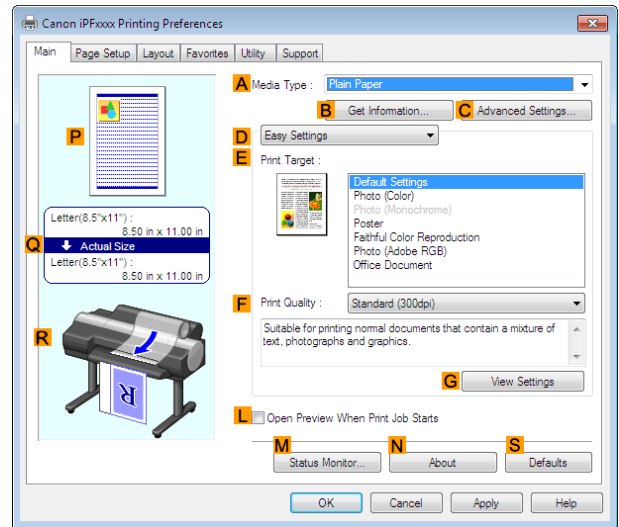 Canon iPFxxxx Printing Preferences
Main Page Setup Layout Favorites Utility Support
A Media Type : Plain Paper
B Get Information... C Advanced Settings...
D Easy Settings
E Print Target :
Default Settings
Photo (Color)
Photo (Monochrome)
Poster
Faithful Color Reproduction
Photo (Adobe RGB)
Office Document
F Print Quality : Standard (300dpi)
Suitable for printing normal documents that contain a mixture of
text, photographs and graphics.
G View Settings
P
Letter(8.5"x11") :
8.50 in x 11.00 in
Q Actual Size
Letter(8.5"x11") :
8.50 in x 11.00 in
R
R
L Open Preview When Print Job Starts
M N S
Status Monitor... About Defaults
OK Cancel Apply Help